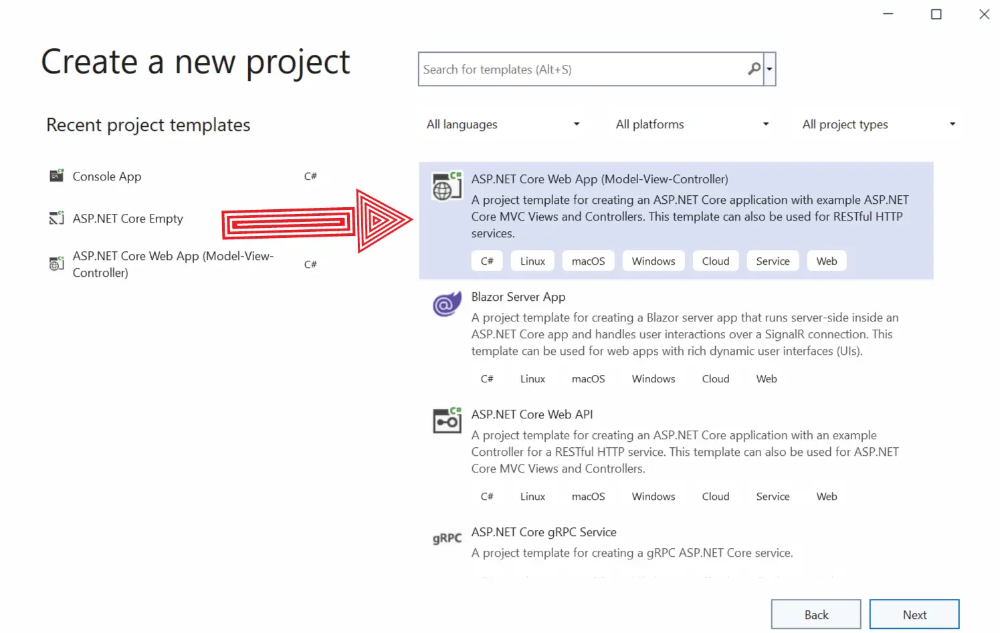 Create a new project
Search for templates (Alt+S)
Recent project templates
All languages
All platforms
All project types
Console App
C#
ASP.NET Core Empty
ASP.NET Core Web App (Model-View-
Controller)
C#
C#
ASP.NET Core Web App (Model-View-Controller)
A project template for creating an ASP.NET Core application with example ASP.NET
Core MVC Views and Controllers. This template can also be used for RESTful HTTP
services.
C# Linux macOS Windows Cloud Service Web
Blazor Server App
A project template for creating a Blazor server app that runs server-side inside an
ASP.NET Core app and handles user interactions over a SignalR connection. This
template can be used for web apps with rich dynamic user interfaces (UIs).
C# Linux macOS Windows Cloud Web
C#
ASP.NET Core Web API
A project template for creating an ASP.NET Core application with an example
Controller for a RESTful HTTP service. This template can also be used for ASP.NET
Core MVC Views and Controllers.
C# Linux macOS Windows Cloud Service Web
gRPC
ASP.NET Core gRPC Service
A project template for creating a gRPC ASP.NET Core service.
Back
Next